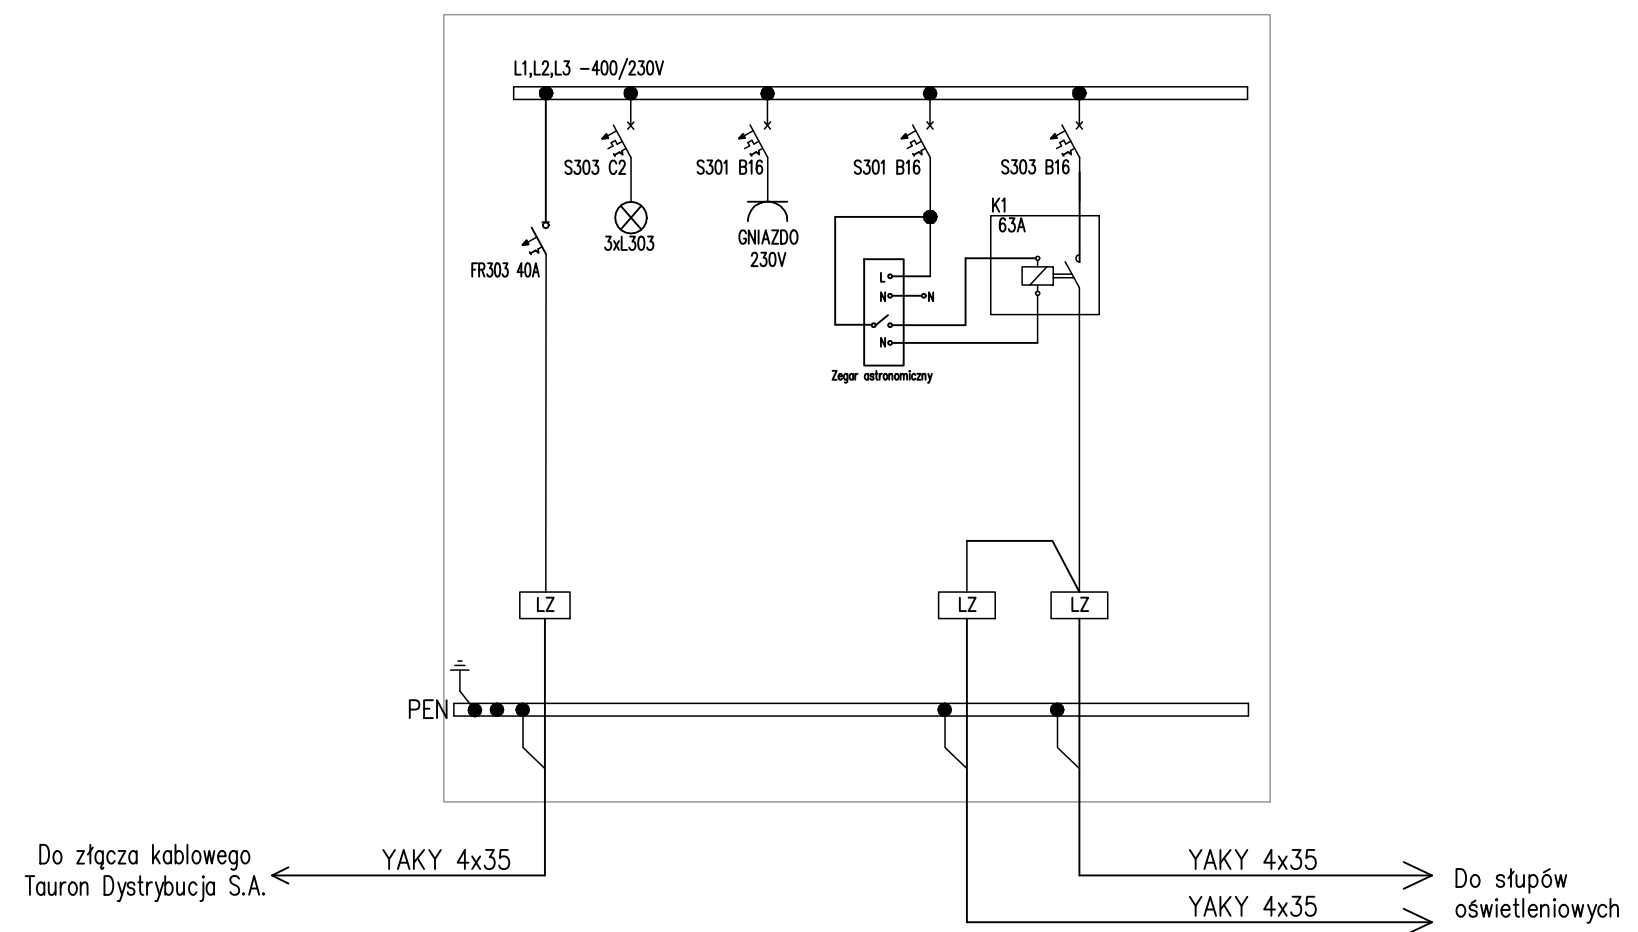 L1,L2,L3 -400/230V
S303 C2
S301 B16
S301 B16
S303 B16
K1
63A
3xL303
GNIAZDO
230V
FR303 40A
L
N
N
N
Zegar astronomiczny
LZ
LZ
LZ
PEN
Do złącza kablowego
Tauron Dystrybucja S.A.
YAKY 4x35
YAKY 4x35
YAKY 4x35
Do słupów
oświetleniowych